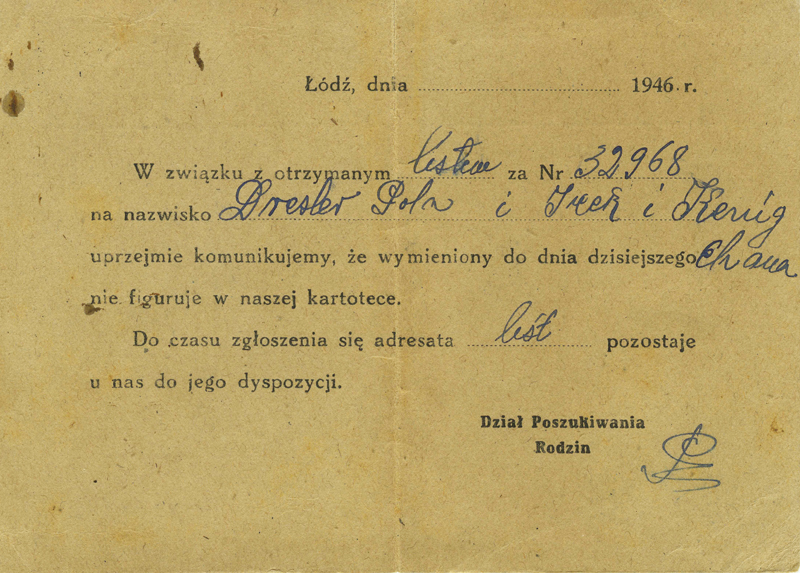 Łódź, dnia .............................. 1946 r.
W związku z otrzymanym listem za Nr 32968
na nazwisko Dresler Pola i Icek i Kenig
uprzejmie komunikujemy, że wymieniony do dnia dzisiejszego Chana
nie figuruje w naszej kartotece.
Do czasu zgłoszenia się adresata list pozostaje
u nas do jego dyspozycji.
Dział Poszukiwania
Rodzin